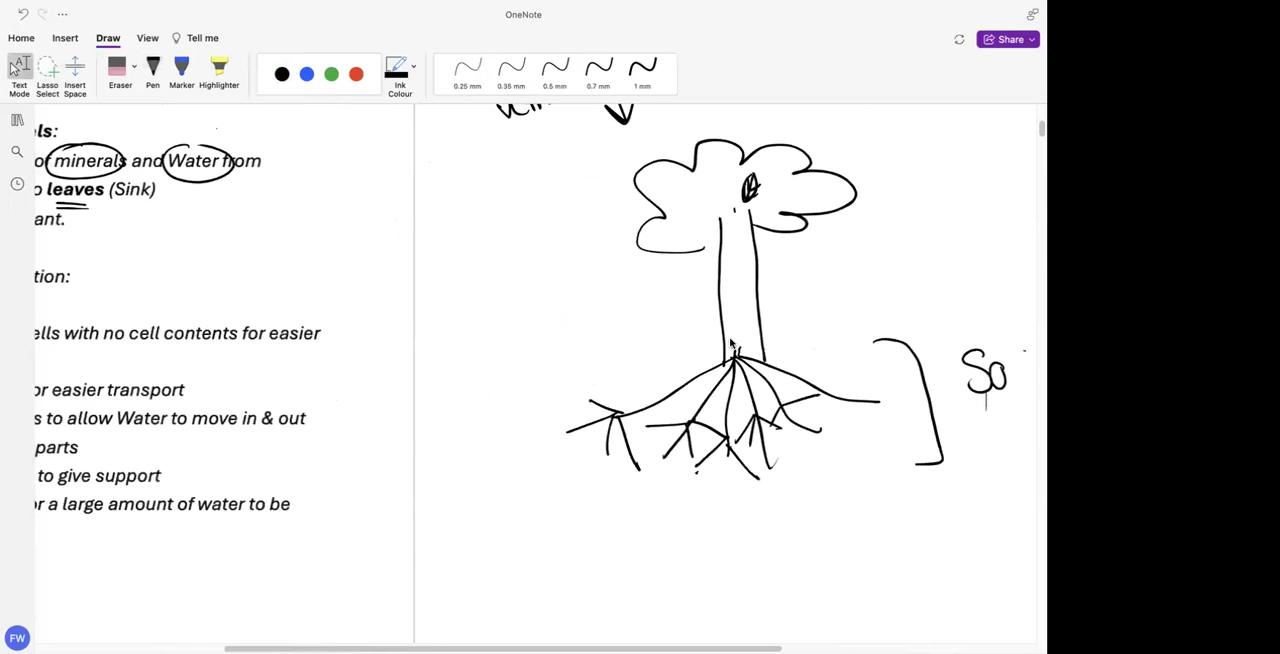 OneNote
Home Insert Draw View Tell me
Share
Text Mode
Lasso Select
Insert Space
Eraser
Pen
Marker
Highlighter
Ink Colour
0.25 mm 0.35 mm 0.5 mm 0.7 mm 1 mm
ls:
of minerals and Water from
o leaves (Sink)
ant.
tion:
ells with no cell contents for easier
or easier transport
s to allow Water to move in & out
parts
to give support
or a large amount of water to be
So
FW